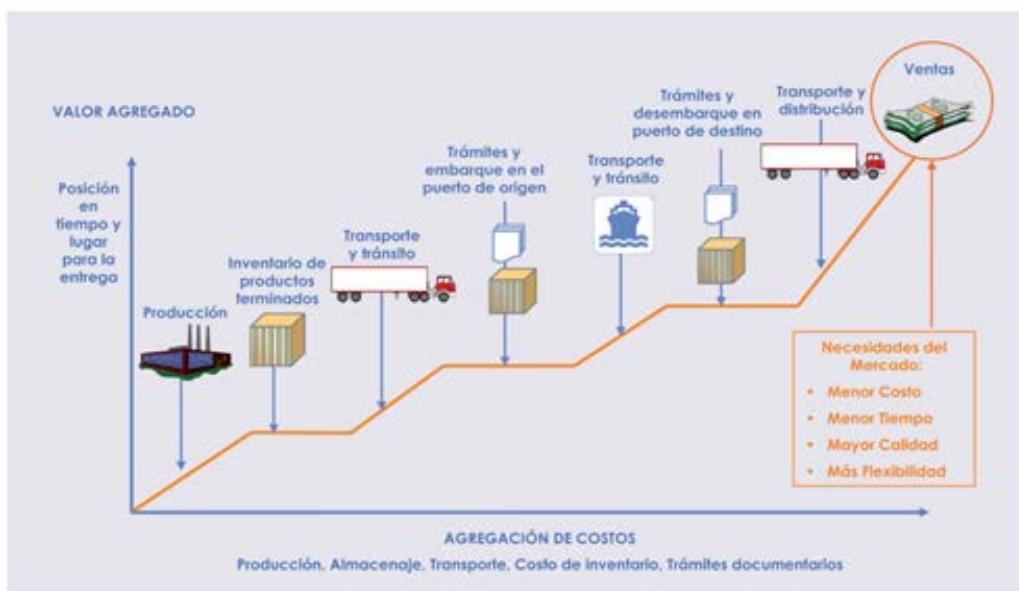 VALOR AGREGADO
Posición
en
tiempo y
lugar
para la
entrega
Producción
Inventario de
productos
terminados
Transporte
y tránsito
Trámites y
embarque en el
puerto de origen
Transporte
y tránsito
Trámites y
desembarque en
puerto de destino
Transporte y
distribución
Ventas
Necesidades del
Mercado:
• Menor Costo
• Menor Tiempo
• Mayor Calidad
• Más Flexibilidad
AGREGACIÓN DE COSTOS
Producción, Almacenaje, Transporte, Costo de inventario, Trámites documentarios